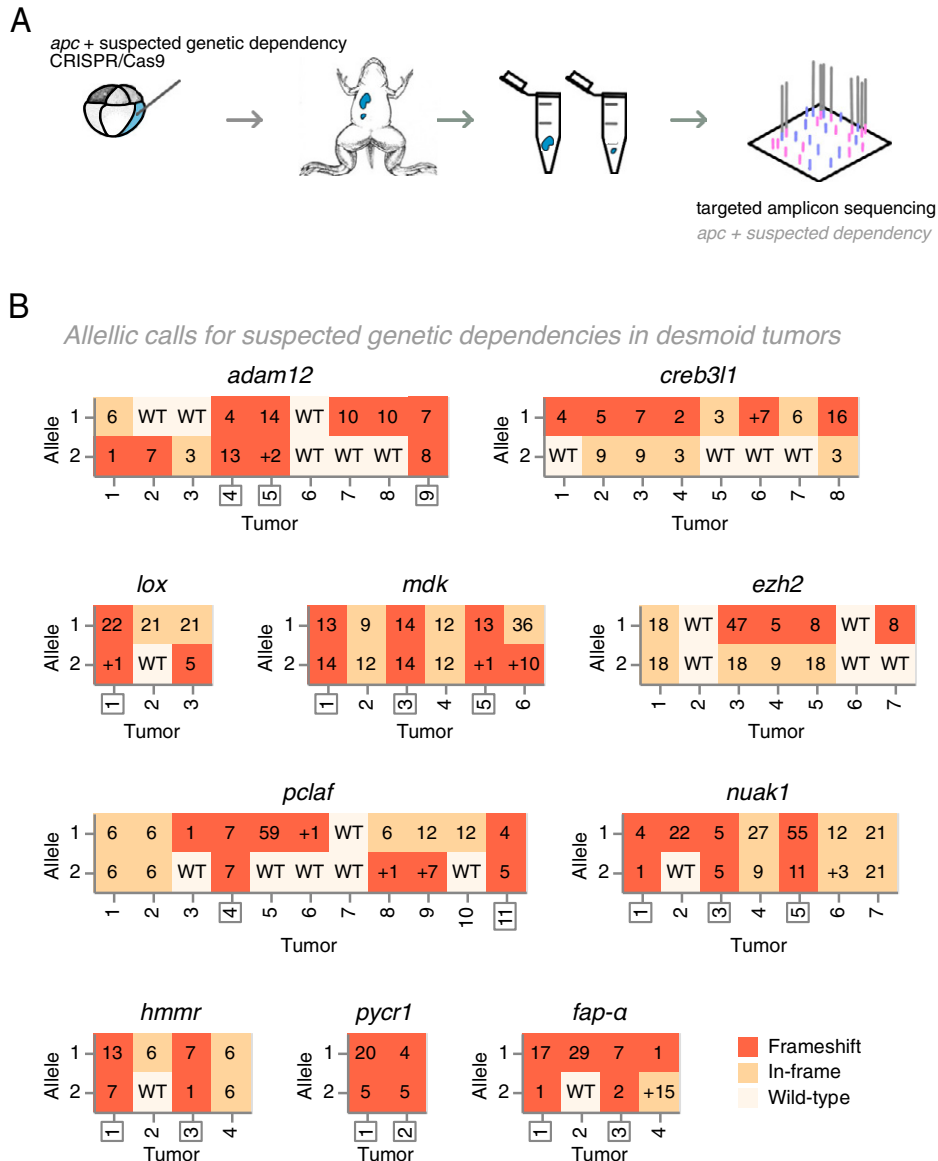 A
apc + suspected genetic dependency
CRISPR/Cas9
targeted amplicon sequencing
apc + suspected dependency
B
Allellic calls for suspected genetic dependencies in desmoid tumors
adam12
Allele
1 6 WT WT 4 14 WT 10 10 7
2 1 7 3 13 +2 WT WT WT 8
1 2 3 4 5 6 7 8 9
Tumor
creb3l1
Allele
1 4 5 7 2 3 +7 6 16
2 WT 9 9 3 WT WT WT 3
1 2 3 4 5 6 7 8
Tumor
lox
Allele
1 22 21 21
2 +1 WT 5
1 2 3
Tumor
mdk
Allele
1 13 9 14 12 13 36
2 14 12 14 12 +1 +10
1 2 3 4 5 6
Tumor
ezh2
Allele
1 18 WT 47 5 8 WT 8
2 18 WT 18 9 18 WT WT
1 2 3 4 5 6 7
Tumor
pclaf
Allele
1 6 6 1 7 59 +1 WT 6 12 12 4
2 6 6 WT 7 WT WT WT +1 +7 WT 5
1 2 3 4 5 6 7 8 9 10 11
Tumor
nuak1
Allele
1 4 22 5 27 55 12 21
2 1 WT 5 9 11 +3 21
1 2 3 4 5 6 7
Tumor
hmmr
Allele
1 13 6 7 6
2 7 WT 1 6
1 2 3 4
Tumor
pycr1
Allele
1 20 4
2 5 5
1 2
Tumor
fap-α
Allele
1 17 29 7 1
2 1 WT 2 +15
1 2 3 4
Tumor
Frameshift
In-frame
Wild-type